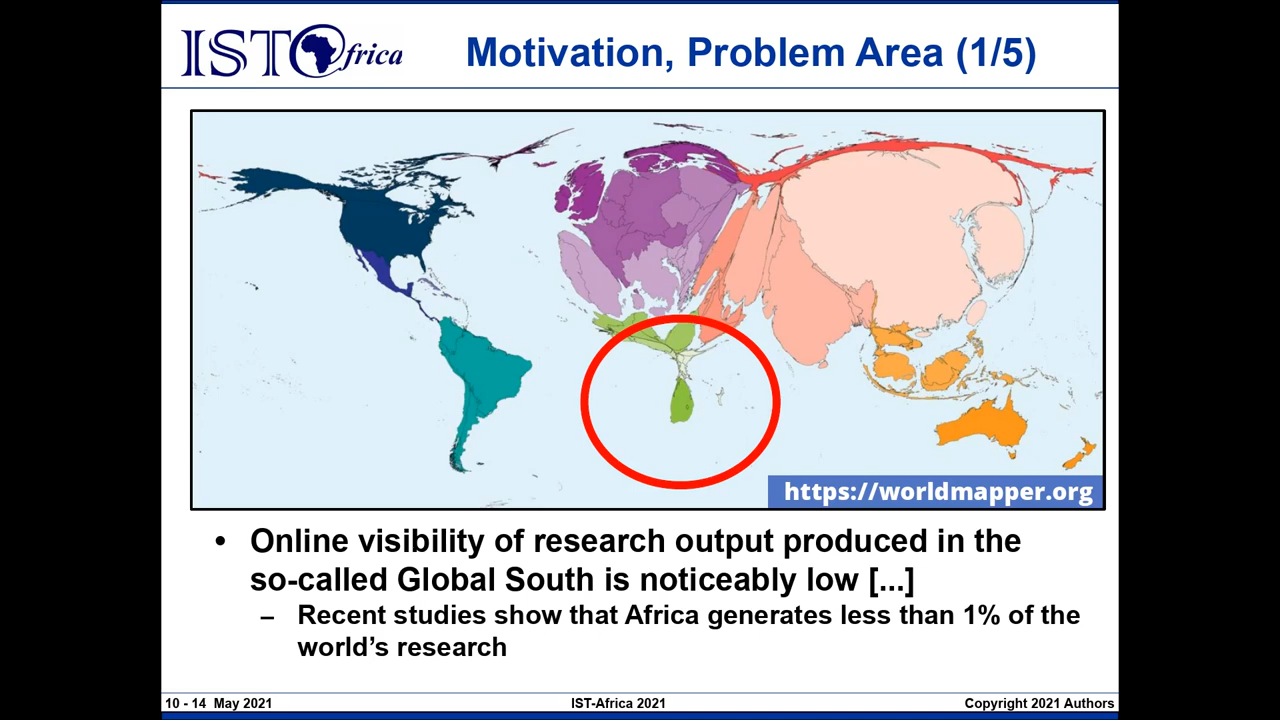 IST Africa
Motivation, Problem Area (1/5)
https://worldmapper.org
• Online visibility of research output produced in the
so-called Global South is noticeably low [...]
– Recent studies show that Africa generates less than 1% of the
world’s research
10 - 14 May 2021
IST-Africa 2021
Copyright 2021 Authors